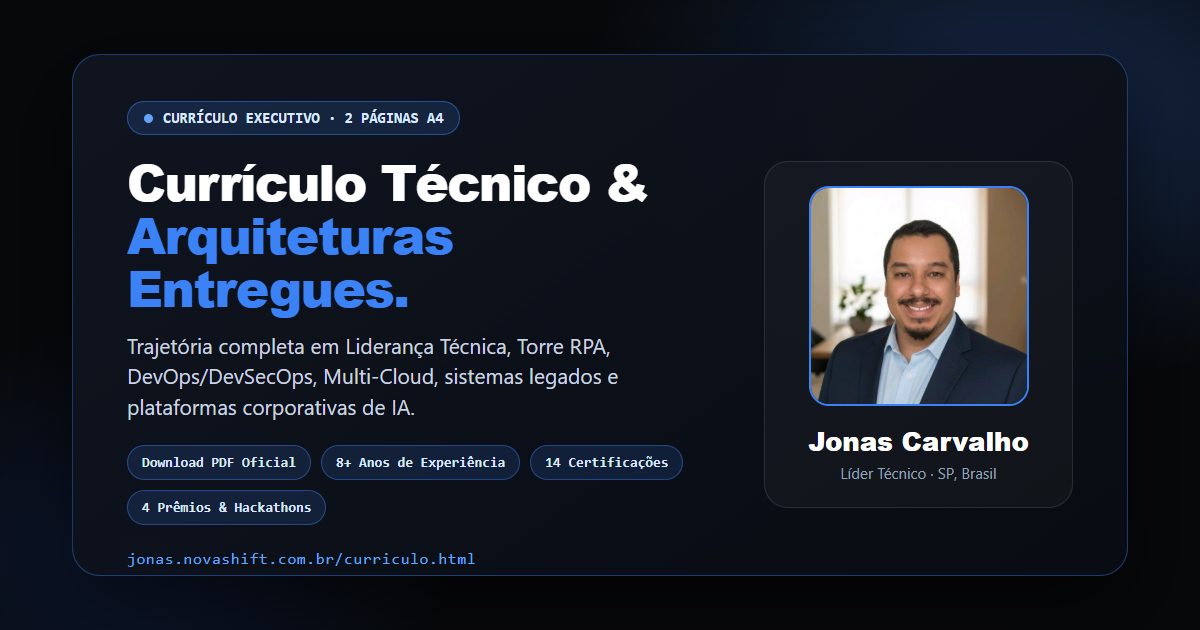 CURRÍCULO EXECUTIVO · 2 PÁGINAS A4
Currículo Técnico &
Arquiteturas
Entregues.
Trajetória completa em Liderança Técnica, Torre RPA,
DevOps/DevSecOps, Multi-Cloud, sistemas legados e
plataformas corporativas de IA.
Download PDF Oficial
8+ Anos de Experiência
14 Certificações
4 Prêmios & Hackathons
jonas.novashift.com.br/curriculo.html
Jonas Carvalho
Líder Técnico · SP, Brasil